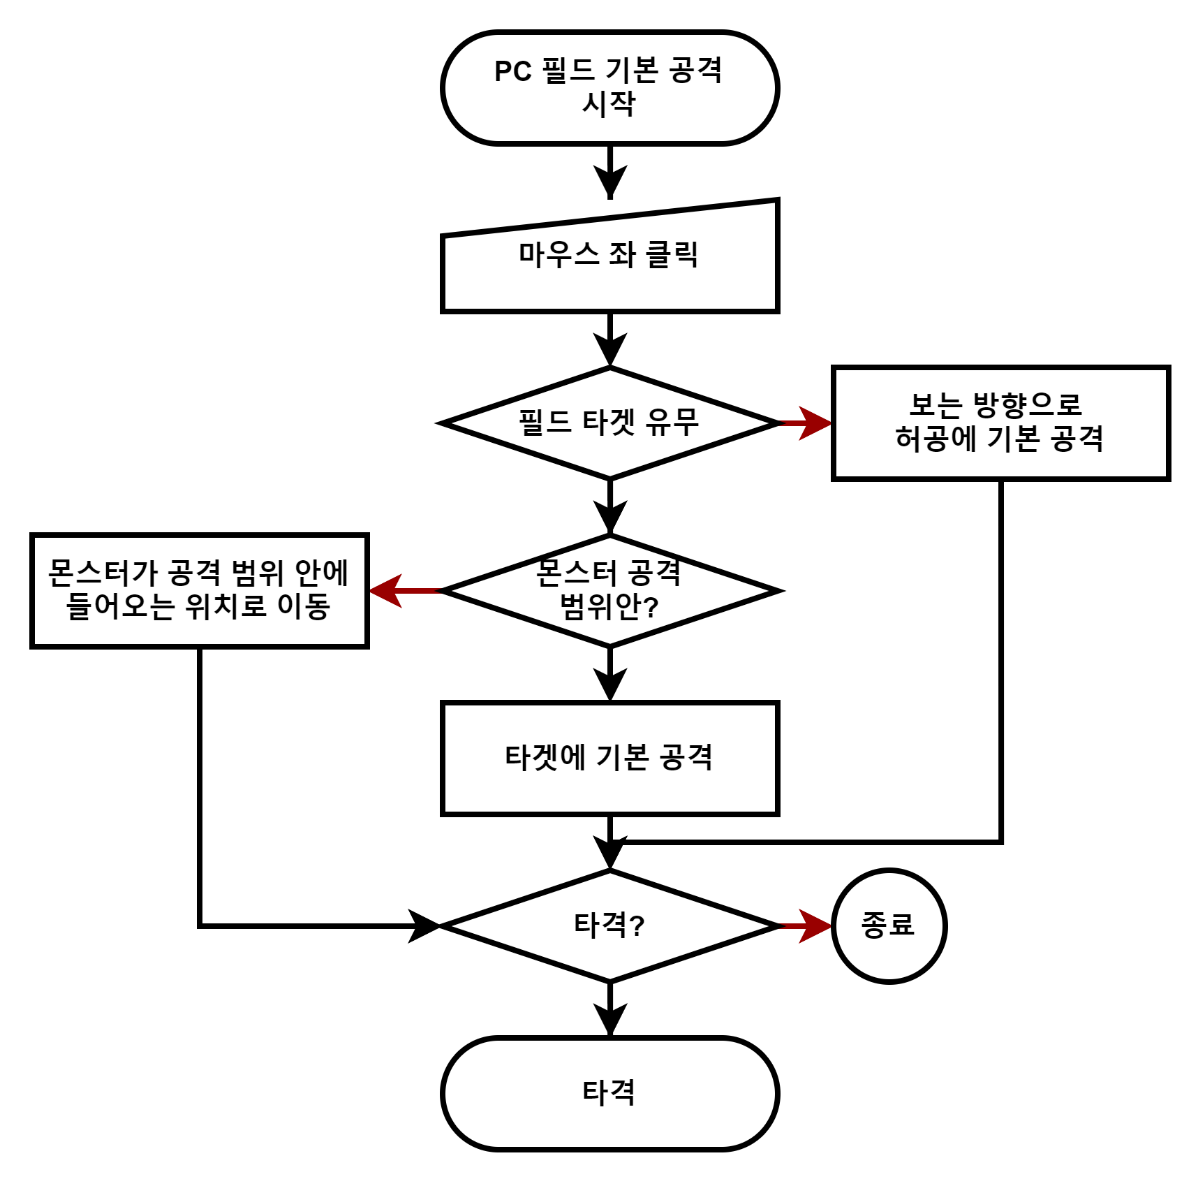 PC 필드 기본 공격
시작
마우스 좌 클릭
필드 타겟 유무
보는 방향으로
허공에 기본 공격
몬스터가 공격 범위 안에
들어오는 위치로 이동
몬스터 공격
범위안?
타겟에 기본 공격
타격?
종료
타격